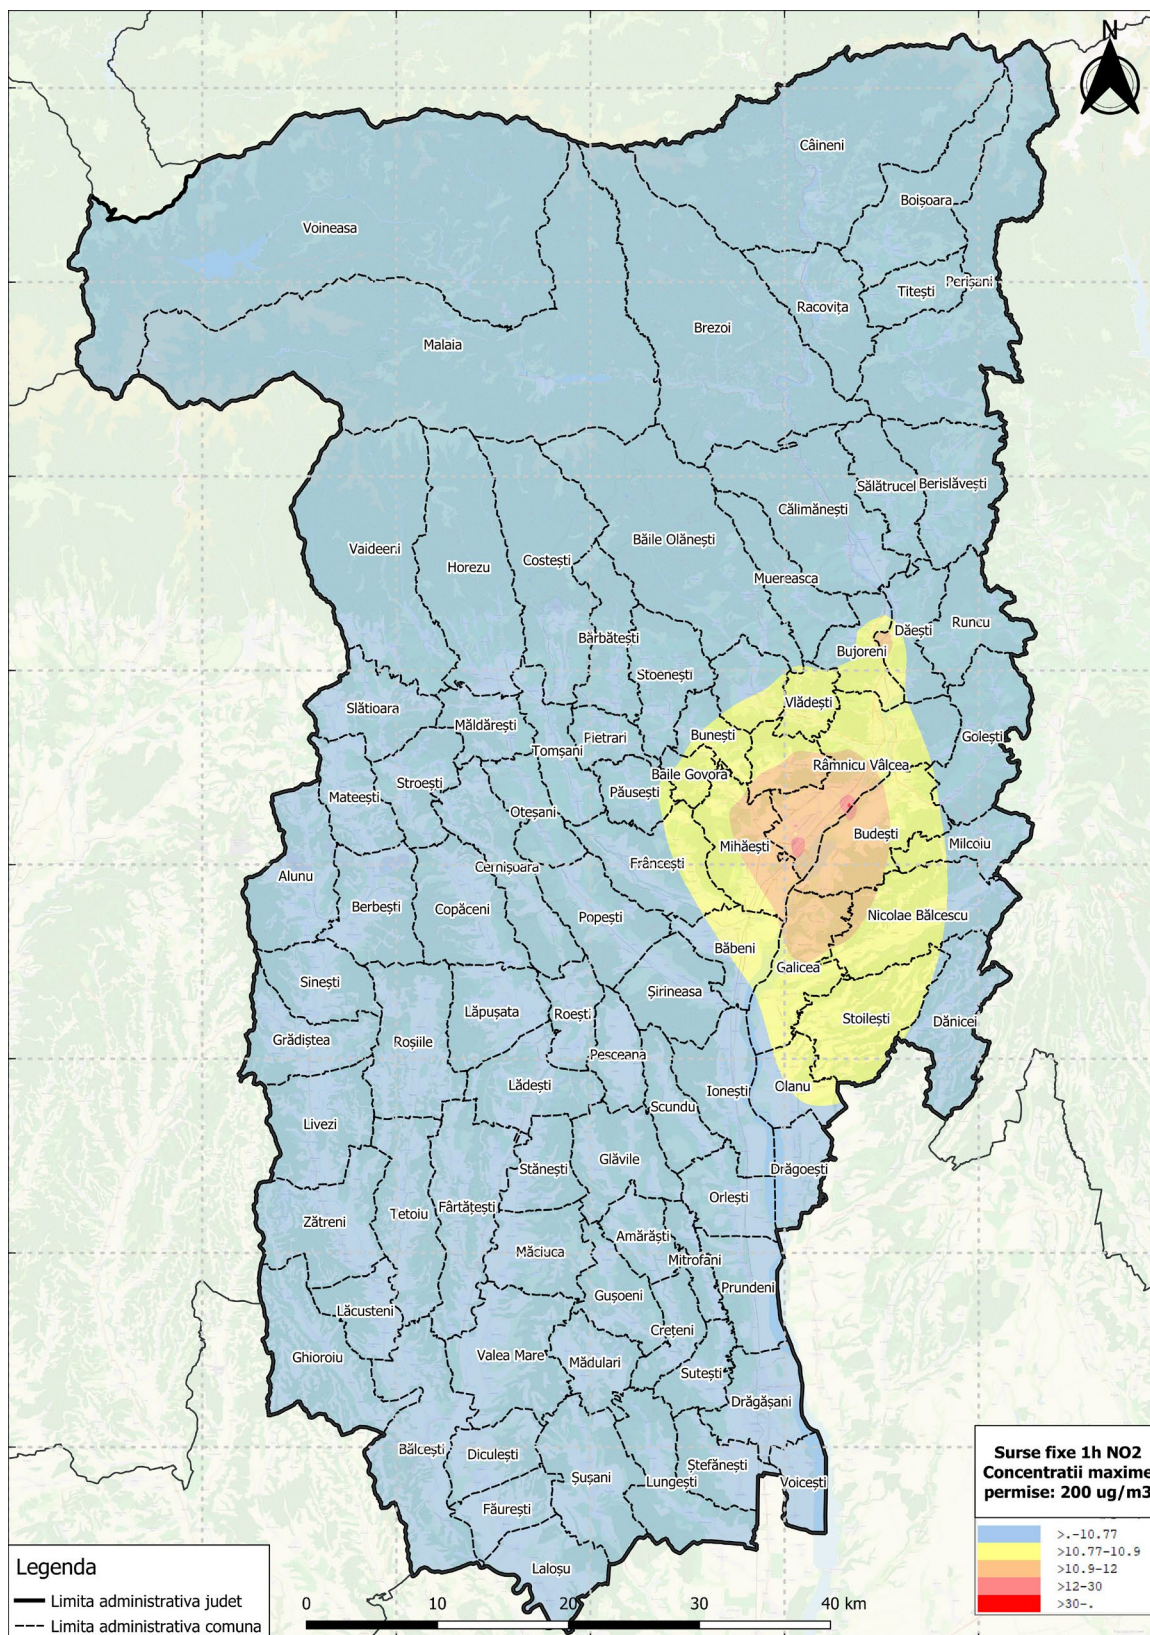 N
Câineni
Boișoara
Voineasa
Perișani
Titești
Racovița
Brezoi
Malaia
Sălătrucel
Berislăvești
Călimănești
Băile Olănești
Vaideeni
Costești
Horezu
Muereasca
Runcu
Dăești
Bărbătești
Bujoreni
Stoenești
Vlădești
Slătioara
Măldărești
Bunești
Golești
Pietrari
Tomșani
Râmnicu Vâlcea
Băile Govora
Stroești
Păusești
Mateești
Oteșani
Budești
Milcoiu
Mihăești
Frâncești
Cernișoara
Alunu
Berbești
Copăceni
Popești
Nicolae Bălcescu
Băbeni
Galicea
Sinești
Șirineasa
Lăpușata
Roești
Stoilești
Dănicei
Grădiștea
Roșiile
Pesceana
Lădești
Olanu
Ionești
Scundu
Livezi
Glăvile
Stănești
Drăgoești
Orlești
Fârtățești
Tetoiu
Zătreni
Amărăști
Măciuca
Mitrofani
Prundeni
Gușoeni
Lăcusteni
Crețeni
Valea Mare
Ghioroiu
Mădulari
Sutești
Drăgășani
Bălcești
Diculești
Ștefănești
Șușani
Lungești
Voicești
Făurești
Lalosu
Surse fixe 1h NO2
Concentratii maxime
permise: 200 ug/m3
>.-10.77
>10.77-10.9
>10.9-12
>12-30
>30-.
Legenda
Limita administrativa judet
Limita administrativa comuna
0 10 20 30 40 km